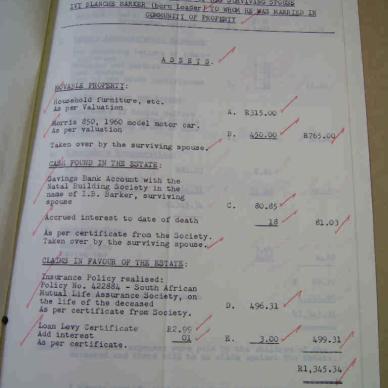 SURVIVING SPOUSE
IVY BLANCHE BARKER (born Leader) TO WHOM HE WAS MARRIED IN
COMMUNITY OF PROPERTY
A S S E T S.
MOVABLE PROPERTY:
Household furniture, etc.
As per Valuation A. R315.00
Morris 850, 1960 model motor car.
As per valuation B. 450.00 R765.00
Taken over by the surviving spouse.
CASH FOUND IN THE ESTATE:
Savings Bank Account with the
Natal Building Society in the
name of I.B. Barker, surviving
spouse C. 80.85
Accrued interest to date of death 18 81.03
As per certificate from the Society.
Taken over by the surviving spouse.
CLAIMS IN FAVOUR OF THE ESTATE:
Insurance Policy realised:
Policy No. 422884 - South African
Mutual Life Assurance Society, on
the life of the deceased D. 496.31
As per certificate from Society.
Loan Levy Certificate R2.99
Add interest 01 E. 3.00 499.31
As per certificate.
R1,345.34